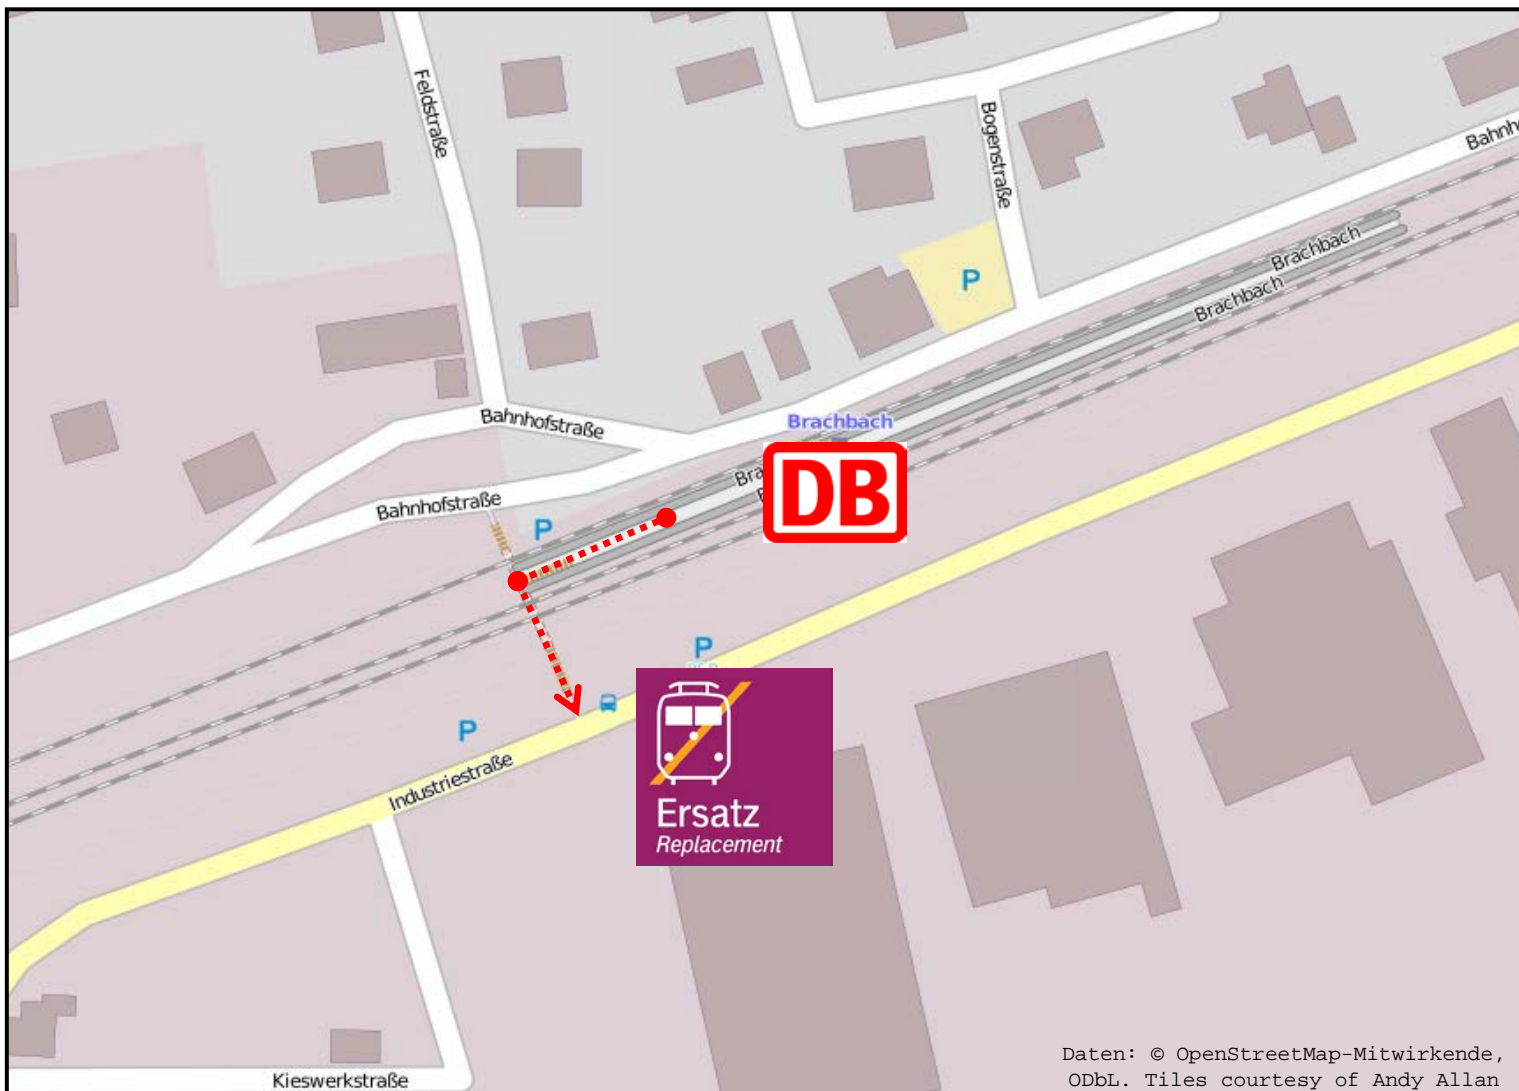 Feldstraße
Bogenstraße
Bahnh
Brachbach
P
Brachbach
Bahnhofstraße
Brachbach
Bahnhofstraße
Bra
DB
P
P
P
Industriestraße
Ersatz
Replacement
Kieswerkstraße
Daten: © OpenStreetMap-Mitwirkende,
ODbL. Tiles courtesy of Andy Allan